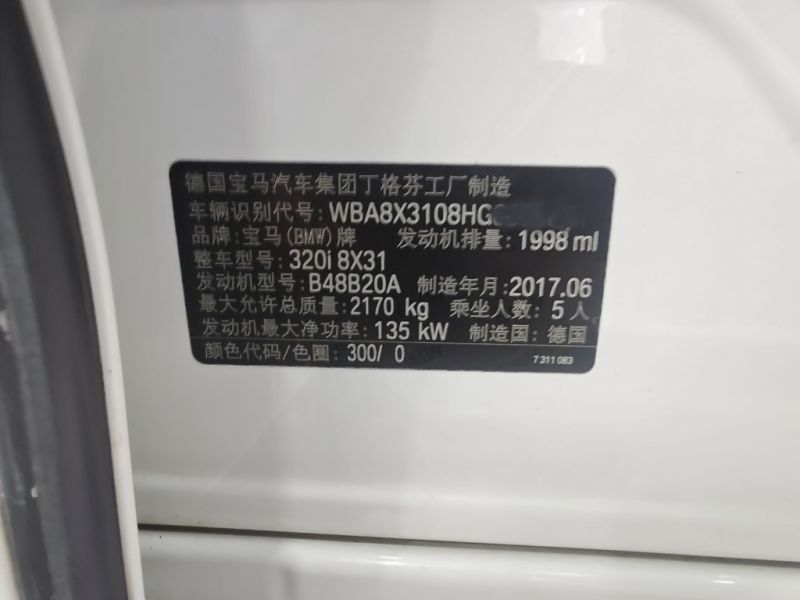 德国宝马汽车集团丁格芬工厂制造
车辆识别代号: WBA8X3108HG
品牌: 宝马(BMW)牌 发动机排量: 1998 ml
整车型号: 320i 8X31
发动机型号: B48B20A 制造年月: 2017.06
最大允许总质量: 2170 kg 乘坐人数: 5 人
发动机最大净功率: 135 kW 制造国: 德国
颜色代码/色圈: 300/ 0 7 311 083